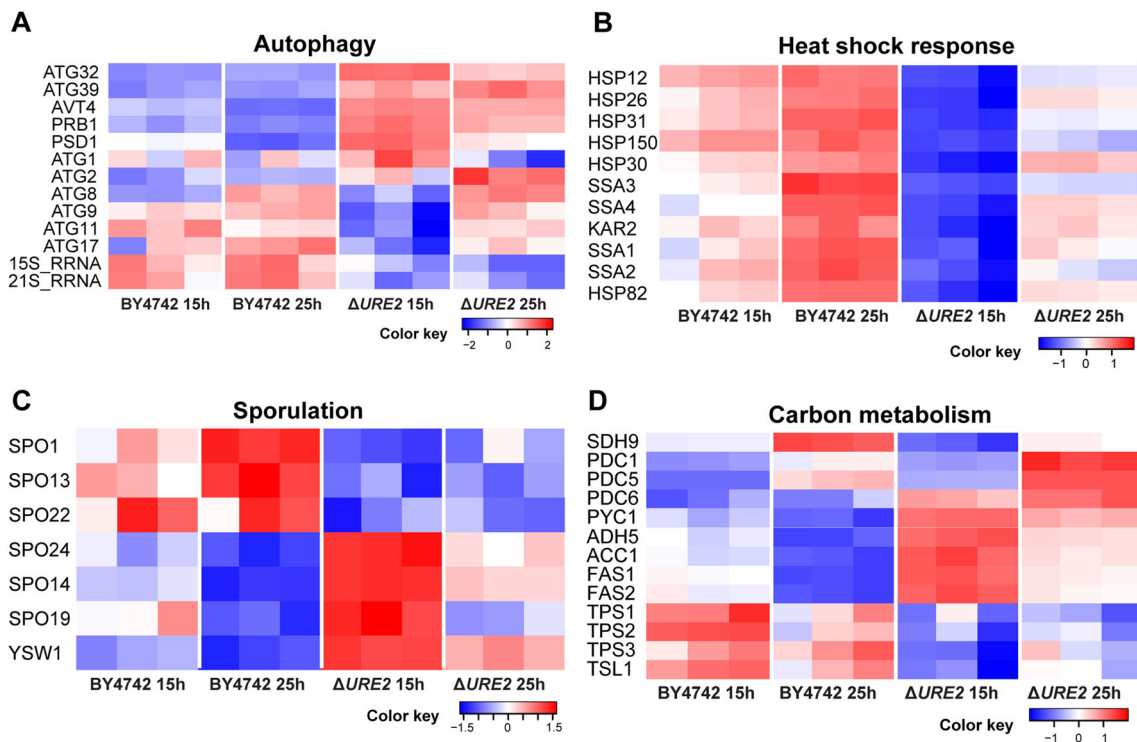 A
Autophagy
ATG32
ATG39
AVT4
PRB1
PSD1
ATG1
ATG2
ATG8
ATG9
ATG11
ATG17
15S_RRNA
21S_RRNA
BY4742 15h BY4742 25h ΔURE2 15h ΔURE2 25h
Color key
−2 0 2
B
Heat shock response
HSP12
HSP26
HSP31
HSP150
HSP30
SSA3
SSA4
KAR2
SSA1
SSA2
HSP82
BY4742 15h BY4742 25h ΔURE2 15h ΔURE2 25h
Color key
−1 0 1
C
Sporulation
SPO1
SPO13
SPO22
SPO24
SPO14
SPO19
YSW1
BY4742 15h BY4742 25h ΔURE2 15h ΔURE2 25h
Color key
−1.5 0 1.5
D
Carbon metabolism
SDH9
PDC1
PDC5
PDC6
PYC1
ADH5
ACC1
FAS1
FAS2
TPS1
TPS2
TPS3
TSL1
BY4742 15h BY4742 25h ΔURE2 15h ΔURE2 25h
Color key
−1 0 1